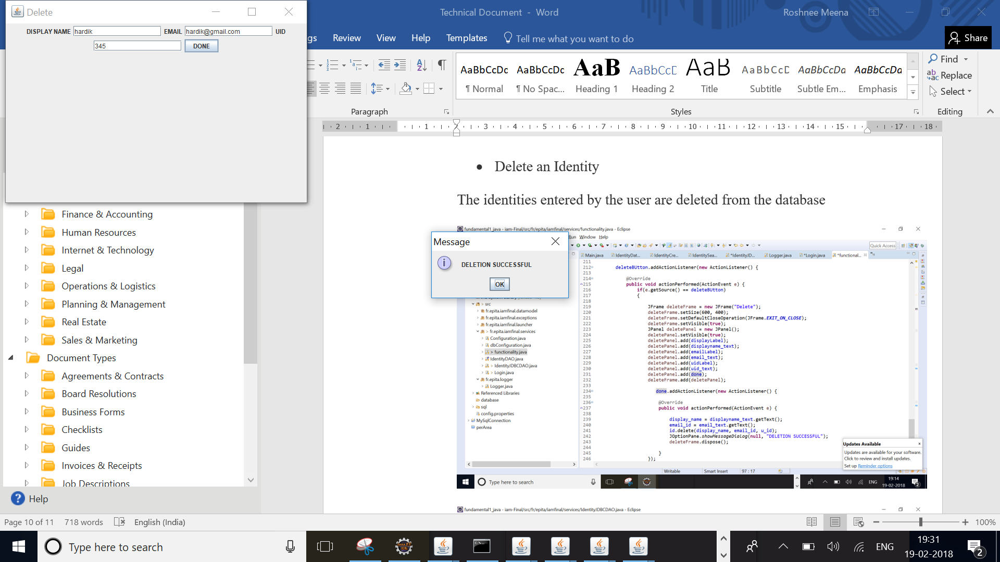 Delete
DISPLAY NAME hardik EMAIL hardik@gmail.com UID
345 DONE
Technical Document - Word
Roshnee Meena
gs Review View Help Templates Tell me what you want to do
Share
AaBbCcDc AaBbCcDc AaB AaBbCcD AaB AaBbCcD AaBbCcDa AaBbCcDa
¶ Normal ¶ No Spac... Heading 1 Heading 2 Title Subtitle Subtle Em... Emphasis
Find
Replace
Select
Paragraph Styles Editing
2 1 1 2 3 4 5 6 7 8 9 10 11 12 13 14 15 17 18
• Delete an Identity
The identities entered by the user are deleted from the database
Finance & Accounting
Human Resources
Internet & Technology
Legal
Operations & Logistics
Planning & Management
Real Estate
Sales & Marketing
Document Types
Agreements & Contracts
Board Resolutions
Business Forms
Checklists
Guides
Invoices & Receipts
Job Descriptions
Help
fundamental1_java - iam-Final/src/fr/epita/iamfinal/services/functionality.java - Eclipse
Run Window Help
Message
DELETION SUCCESSFUL
OK
Quick Access
Main.java IdentityDat... IdentityCre... IdentitySea... *IdentityJD... Logger.java *Login.java *functional...
> src
fr.epita.iamfinal.datamodel
fr.epita.iamfinal.exceptions
fr.epita.iamfinal.launcher
> fr.epita.iamfinal.services
Configuration.java
dbConfiguration.java
> functionality.java
IdentityDAO.java
> IdentityJDBCDAO.java
> Login.java
fr.epita.logger
> Logger.java
Referenced Libraries
database
sql
config.properties
MySqlConnection
perArea
211
212 deleteBUtton.addActionListener(new ActionListener() {
213
214 @Override
215 public void actionPerformed(ActionEvent e) {
216 if(e.getSource() == deleteBUtton)
217 {
218
219 JFrame deleteFrame = new JFrame("Delete");
220 deleteFrame.setSize(600, 400);
221 deleteFrame.setDefaultCloseOperation(JFrame.EXIT_ON_CLOSE);
222 deleteFrame.setVisible(true);
223 JPanel deletePanel = new JPanel();
224 deletePanel.setVisible(true);
225 deletePanel.add(displayLabel);
226 deletePanel.add(displayname_text);
227 deletePanel.add(emailLabel);
228 deletePanel.add(email_text);
229 deletePanel.add(uidLabel);
230 deletePanel.add(uid_text);
231 deletePanel.add(done);
232 deleteFrame.add(deletePanel);
233
234 done.addActionListener(new ActionListener() {
235
236 @Override
237 public void actionPerformed(ActionEvent e) {
238
239 display_name = displayname_text.getText();
240 email_id = email_text.getText();
241 id.delete(display_name, email_id, u_id);
242 JOptionPane.showMessageDialog(null, "DELETION SUCCESSFUL");
243 deleteFrame.dispose();
244
245 }
246 });
Updates Available
Updates are available for your software.
Click to review and install updates.
Set up Reminder options
Writable Smart Insert 97 : 17
Type here to search
ENG
19:14
19-02-2018
2
fundamental1_java - iam-Final/src/fr/epita/iamfinal/services/IdentityJDBCDAO.java - Eclipse
Page 10 of 11 718 words English (India)
100%
Type here to search
ENG
19:31
19-02-2018
2